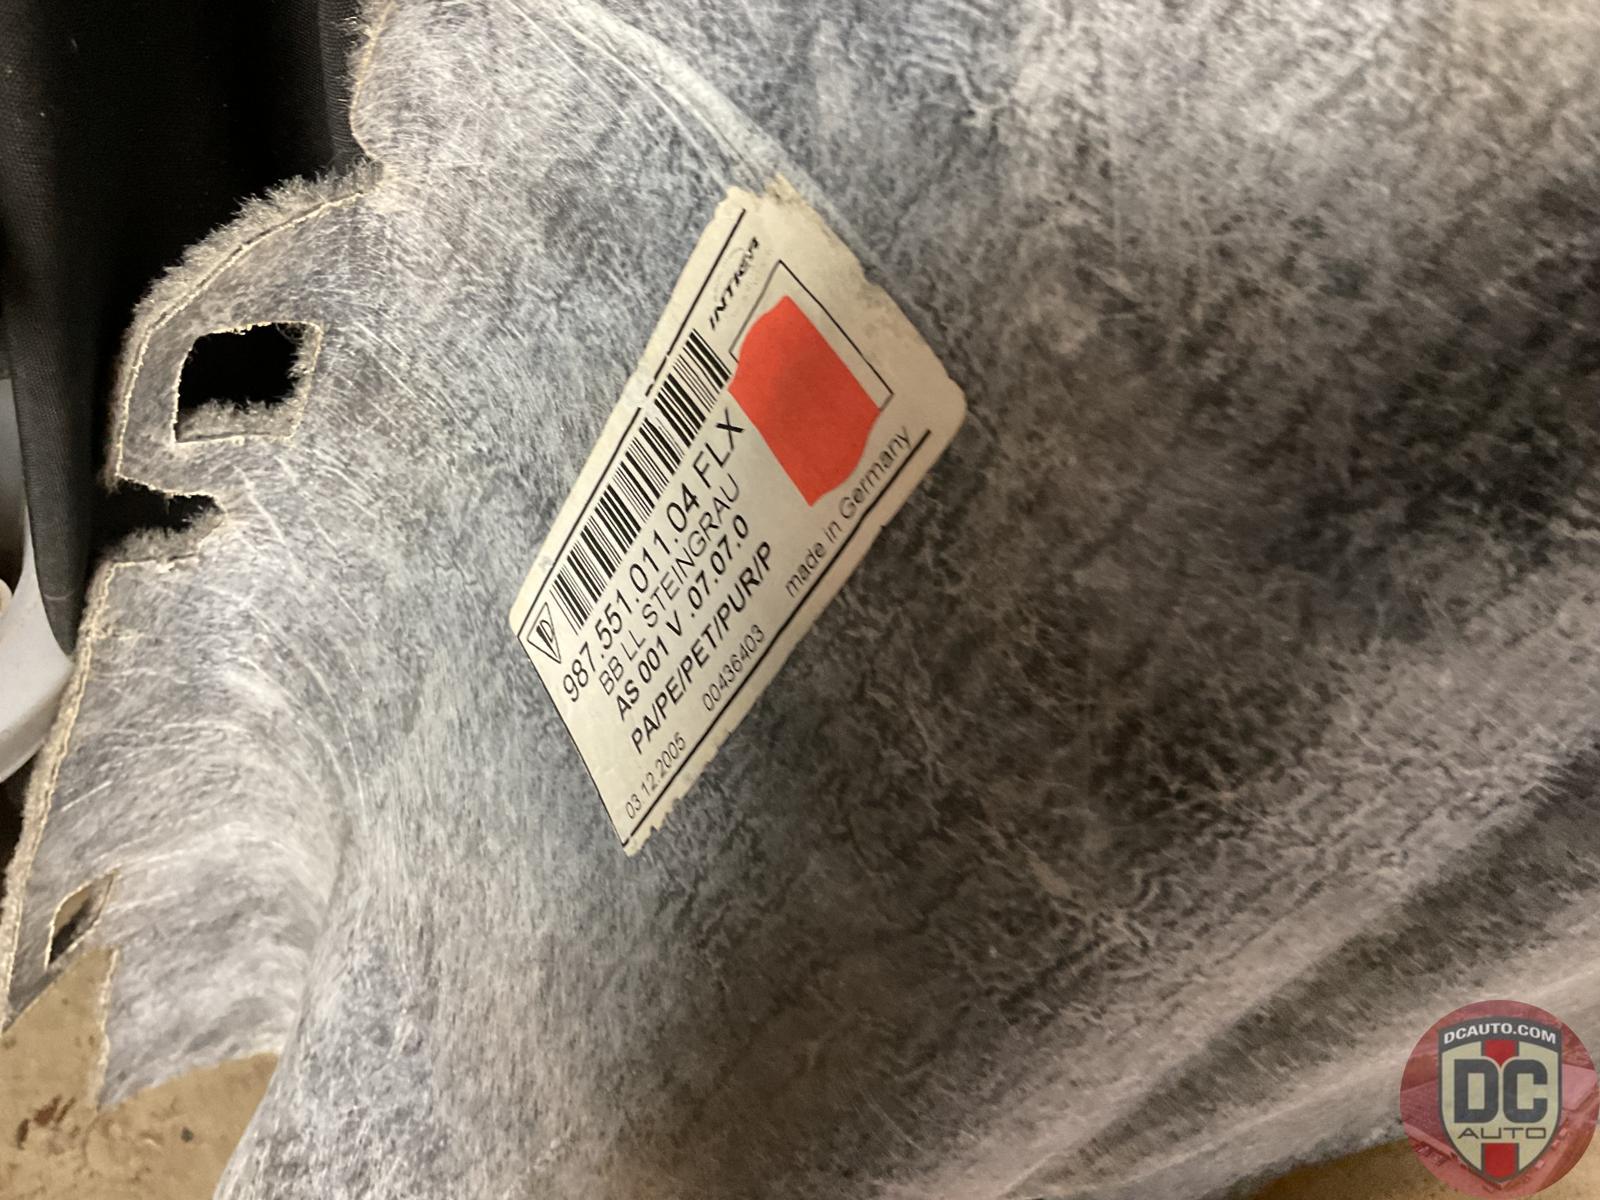 INTIER
987.551.011.04 FLX
BB LL STEINGRAU
AS 001 V .07.07.0
PA/PE/PET/PUR/P
03.12.2005 00436403
made in Germany
DCAUTO.COM
DC
AUTO